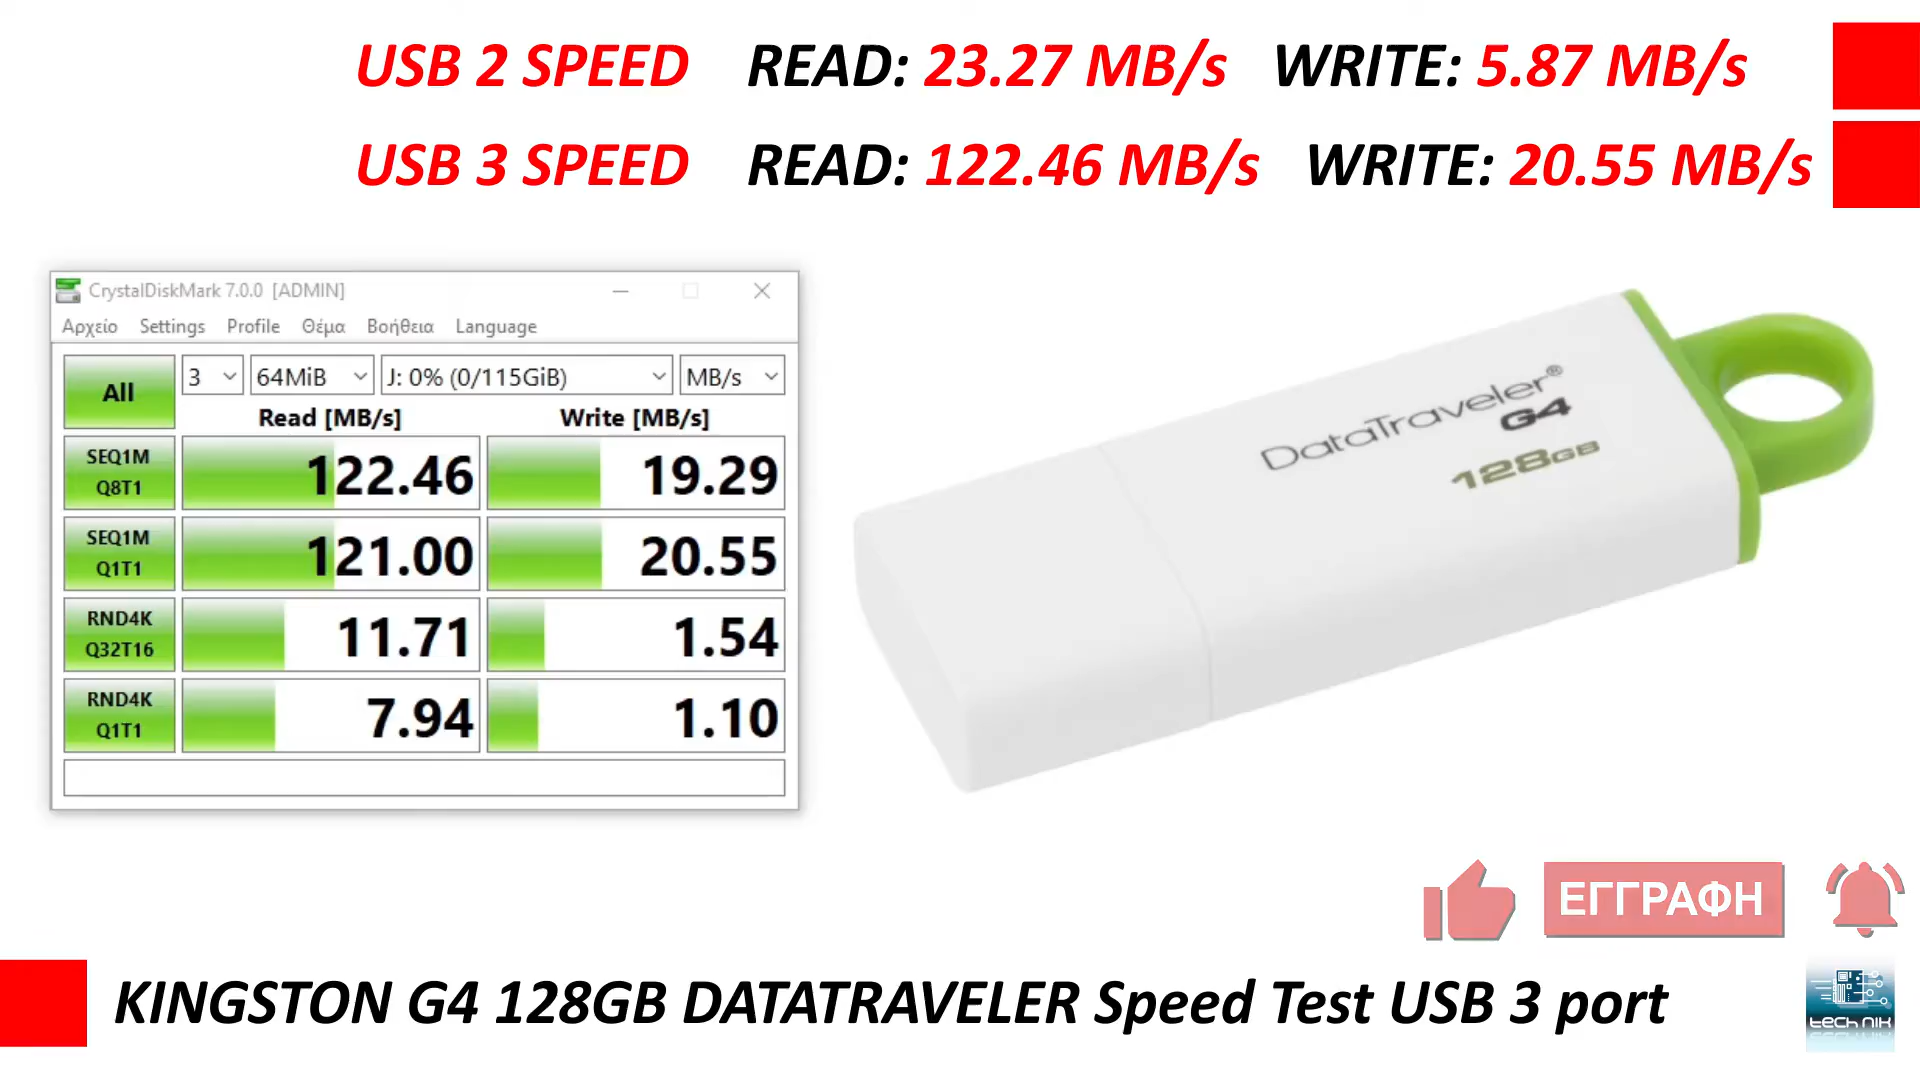 USB 2 SPEED READ: 23.27 MB/s WRITE: 5.87 MB/s
USB 3 SPEED READ: 122.46 MB/s WRITE: 20.55 MB/s
CrystalDiskMark 7.0.0 [ADMIN]
Αρχείο Settings Profile Θέμα Βοήθεια Language
All 3 64MiB J: 0% (0/115GiB) MB/s
Read [MB/s] Write [MB/s]
SEQ1M
Q8T1 122.46 19.29
SEQ1M
Q1T1 121.00 20.55
RND4K
Q32T16 11.71 1.54
RND4K
Q1T1 7.94 1.10
DataTraveler®
G4
128GB
ΕΓΓΡΑΦΗ
KINGSTON G4 128GB DATATRAVELER Speed Test USB 3 port
tech nik